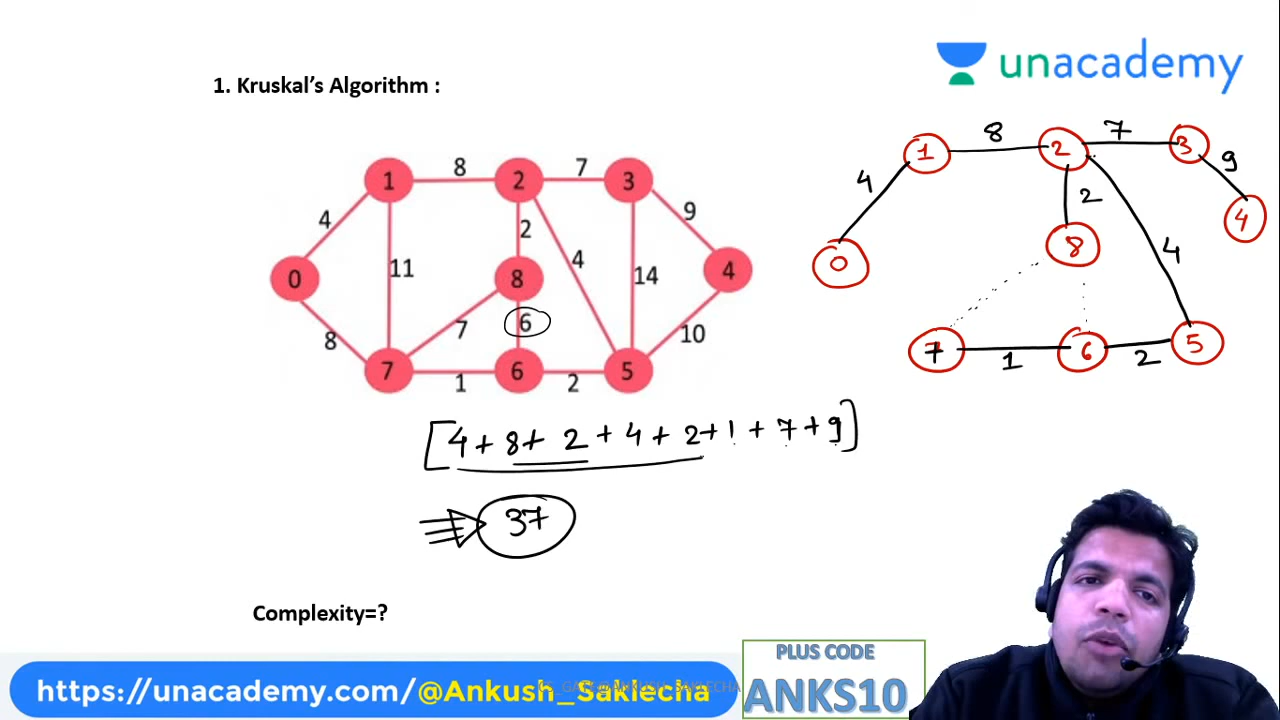 unacademy
1. Kruskal's Algorithm :
8 7
1 2 3
4 2 9
11 4 14
0 8 4
8 7 6 10
7 6 5
1 2
8 7
1 2 3 9
4 2 4
0 8 4
7 6 5
1 2
[4+8+2+4+2+1+7+9]
37
Complexity=?
PLUS CODE
ANKS10
https://unacademy.com/@Ankush_Saklecha